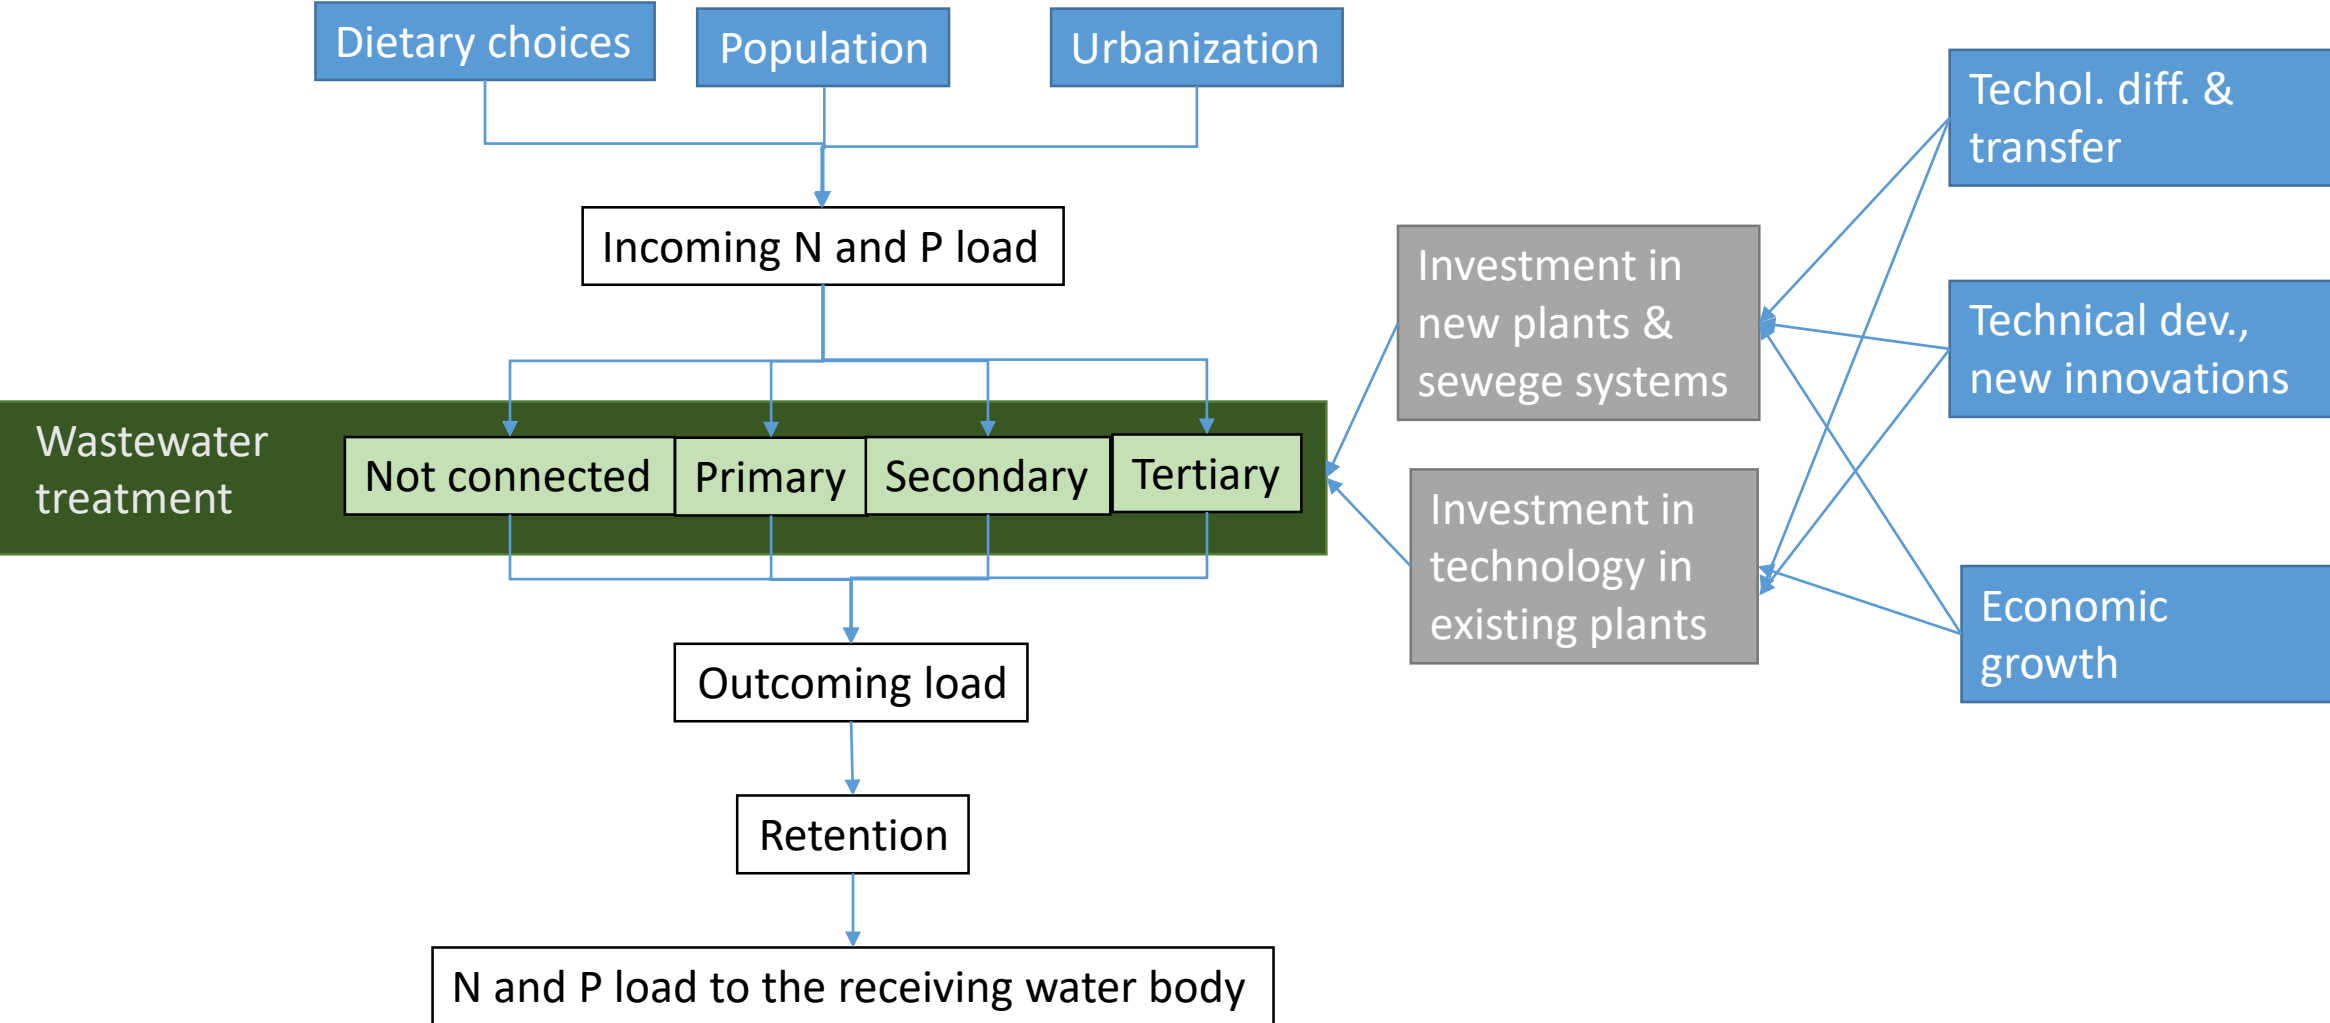 Dietary choices
Population
Urbanization
Techol. diff. &
transfer
Incoming N and P load
Investment in
new plants &
sewege systems
Technical dev.,
new innovations
Wastewater
treatment
Not connected
Primary
Secondary
Tertiary
Investment in
technology in
existing plants
Economic
growth
Outcoming load
Retention
N and P load to the receiving water body